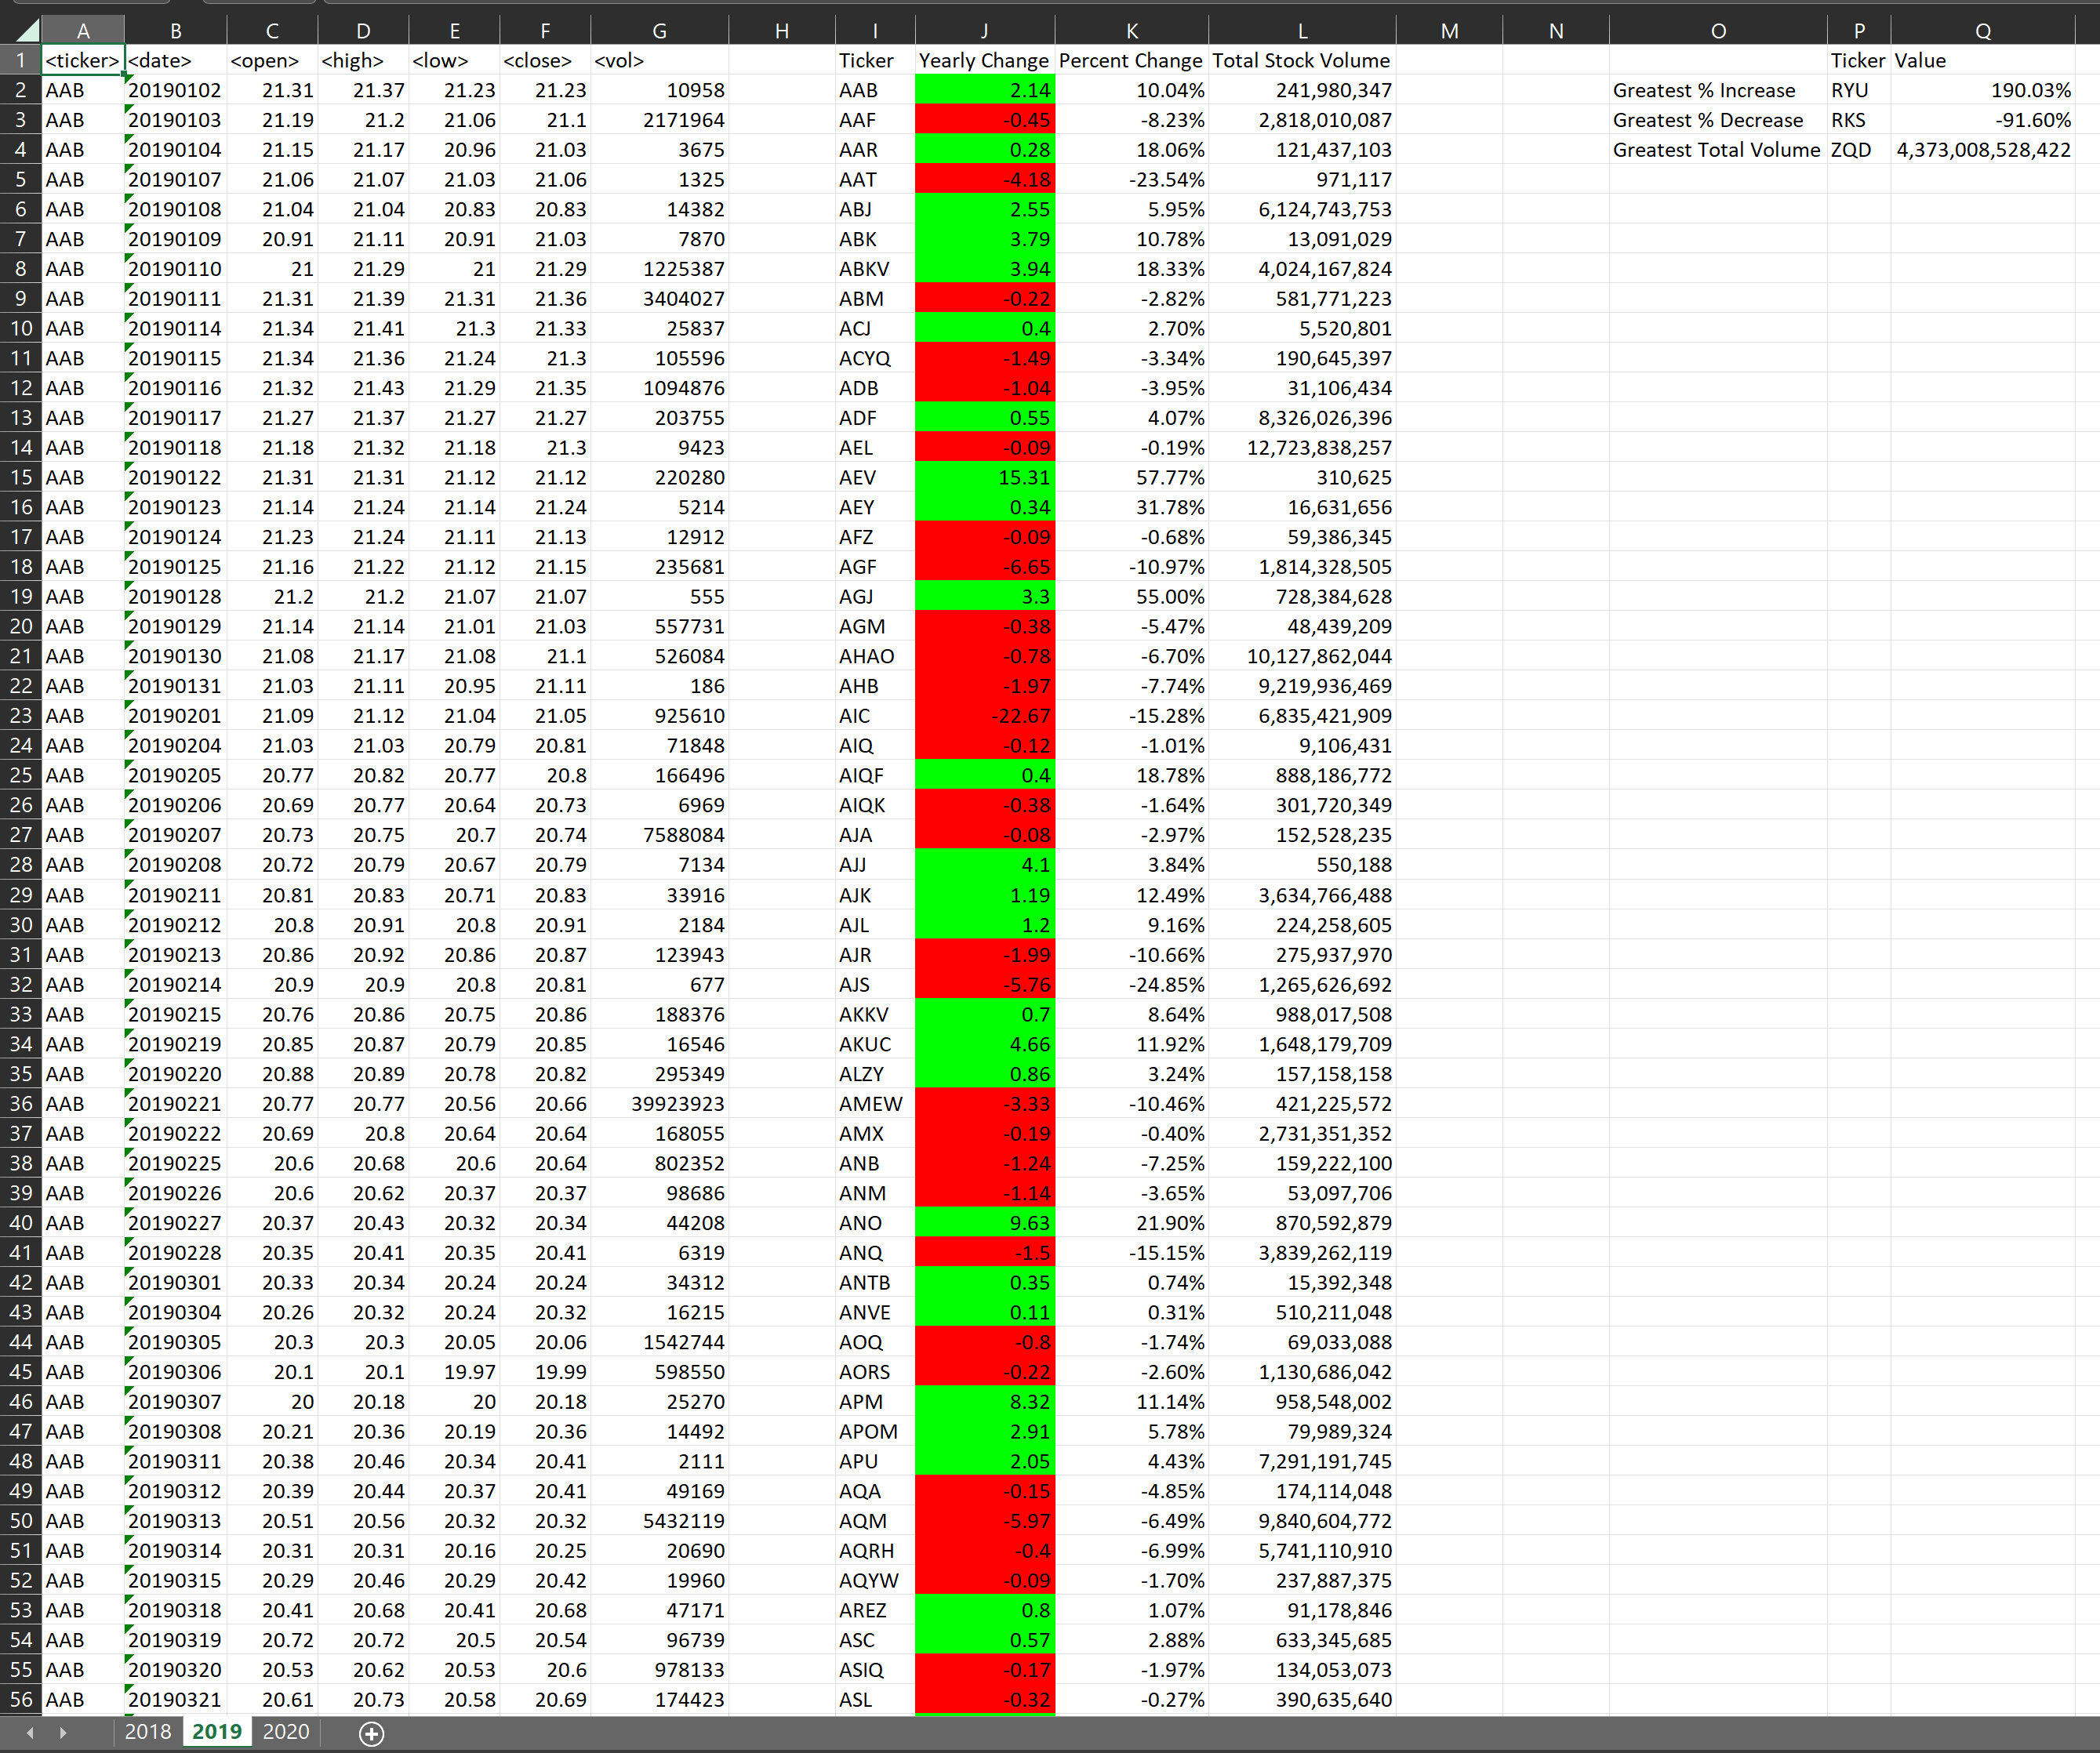 A B C D E F G H I J K L M N O P Q
1 <ticker> <date> <open> <high> <low> <close> <vol> Ticker Yearly Change Percent Change Total Stock Volume Ticker Value
2 AAB 20190102 21.31 21.37 21.23 21.23 10958 AAB 2.14 10.04% 241,980,347 Greatest % Increase RYU 190.03%
3 AAB 20190103 21.19 21.2 21.06 21.1 2171964 AAF -0.45 -8.23% 2,818,010,087 Greatest % Decrease RKS -91.60%
4 AAB 20190104 21.15 21.17 20.96 21.03 3675 AAR 0.28 18.06% 121,437,103 Greatest Total Volume ZQD 4,373,008,528,422
5 AAB 20190107 21.06 21.07 21.03 21.06 1325 AAT -4.18 -23.54% 971,117
6 AAB 20190108 21.04 21.04 20.83 20.83 14382 ABJ 2.55 5.95% 6,124,743,753
7 AAB 20190109 20.91 21.11 20.91 21.03 7870 ABK 3.79 10.78% 13,091,029
8 AAB 20190110 21 21.29 21 21.29 1225387 ABKV 3.94 18.33% 4,024,167,824
9 AAB 20190111 21.31 21.39 21.31 21.36 3404027 ABM -0.22 -2.82% 581,771,223
10 AAB 20190114 21.34 21.41 21.3 21.33 25837 ACJ 0.4 2.70% 5,520,801
11 AAB 20190115 21.34 21.36 21.24 21.3 105596 ACYQ -1.49 -3.34% 190,645,397
12 AAB 20190116 21.32 21.43 21.29 21.35 1094876 ADB -1.04 -3.95% 31,106,434
13 AAB 20190117 21.27 21.37 21.27 21.27 203755 ADF 0.55 4.07% 8,326,026,396
14 AAB 20190118 21.18 21.32 21.18 21.3 9423 AEL -0.09 -0.19% 12,723,838,257
15 AAB 20190122 21.31 21.31 21.12 21.12 220280 AEV 15.31 57.77% 310,625
16 AAB 20190123 21.14 21.24 21.14 21.24 5214 AEY 0.34 31.78% 16,631,656
17 AAB 20190124 21.23 21.24 21.11 21.13 12912 AFZ -0.09 -0.68% 59,386,345
18 AAB 20190125 21.16 21.22 21.12 21.15 235681 AGF -6.65 -10.97% 1,814,328,505
19 AAB 20190128 21.2 21.2 21.07 21.07 555 AGJ 3.3 55.00% 728,384,628
20 AAB 20190129 21.14 21.14 21.01 21.03 557731 AGM -0.38 -5.47% 48,439,209
21 AAB 20190130 21.08 21.17 21.08 21.1 526084 AHAO -0.78 -6.70% 10,127,862,044
22 AAB 20190131 21.03 21.11 20.95 21.11 186 AHB -1.97 -7.74% 9,219,936,469
23 AAB 20190201 21.09 21.12 21.04 21.05 925610 AIC -22.67 -15.28% 6,835,421,909
24 AAB 20190204 21.03 21.03 20.79 20.81 71848 AIQ -0.12 -1.01% 9,106,431
25 AAB 20190205 20.77 20.82 20.77 20.8 166496 AIQF 0.4 18.78% 888,186,772
26 AAB 20190206 20.69 20.77 20.64 20.73 6969 AIQK -0.38 -1.64% 301,720,349
27 AAB 20190207 20.73 20.75 20.7 20.74 7588084 AJA -0.08 -2.97% 152,528,235
28 AAB 20190208 20.72 20.79 20.67 20.79 7134 AJJ 4.1 3.84% 550,188
29 AAB 20190211 20.81 20.83 20.71 20.83 33916 AJK 1.19 12.49% 3,634,766,488
30 AAB 20190212 20.8 20.91 20.8 20.91 2184 AJL 1.2 9.16% 224,258,605
31 AAB 20190213 20.86 20.92 20.86 20.87 123943 AJR -1.99 -10.66% 275,937,970
32 AAB 20190214 20.9 20.9 20.8 20.81 677 AJS -5.76 -24.85% 1,265,626,692
33 AAB 20190215 20.76 20.86 20.75 20.86 188376 AKKV 0.7 8.64% 988,017,508
34 AAB 20190219 20.85 20.87 20.79 20.85 16546 AKUC 4.66 11.92% 1,648,179,709
35 AAB 20190220 20.88 20.89 20.78 20.82 295349 ALZY 0.86 3.24% 157,158,158
36 AAB 20190221 20.77 20.77 20.56 20.66 39923923 AMEW -3.33 -10.46% 421,225,572
37 AAB 20190222 20.69 20.8 20.64 20.64 168055 AMX -0.19 -0.40% 2,731,351,352
38 AAB 20190225 20.6 20.68 20.6 20.64 802352 ANB -1.24 -7.25% 159,222,100
39 AAB 20190226 20.6 20.62 20.37 20.37 98686 ANM -1.14 -3.65% 53,097,706
40 AAB 20190227 20.37 20.43 20.32 20.34 44208 ANO 9.63 21.90% 870,592,879
41 AAB 20190228 20.35 20.41 20.35 20.41 6319 ANQ -1.5 -15.15% 3,839,262,119
42 AAB 20190301 20.33 20.34 20.24 20.24 34312 ANTB 0.35 0.74% 15,392,348
43 AAB 20190304 20.26 20.32 20.24 20.32 16215 ANVE 0.11 0.31% 510,211,048
44 AAB 20190305 20.3 20.3 20.05 20.06 1542744 AOQ -0.8 -1.74% 69,033,088
45 AAB 20190306 20.1 20.1 19.97 19.99 598550 AORS -0.22 -2.60% 1,130,686,042
46 AAB 20190307 20 20.18 20 20.18 25270 APM 8.32 11.14% 958,548,002
47 AAB 20190308 20.21 20.36 20.19 20.36 14492 APOM 2.91 5.78% 79,989,324
48 AAB 20190311 20.38 20.46 20.34 20.41 2111 APU 2.05 4.43% 7,291,191,745
49 AAB 20190312 20.39 20.44 20.37 20.41 49169 AQA -0.15 -4.85% 174,114,048
50 AAB 20190313 20.51 20.56 20.32 20.32 5432119 AQM -5.97 -6.49% 9,840,604,772
51 AAB 20190314 20.31 20.31 20.16 20.25 20690 AQRH -0.4 -6.99% 5,741,110,910
52 AAB 20190315 20.29 20.46 20.29 20.42 19960 AQYW -0.09 -1.70% 237,887,375
53 AAB 20190318 20.41 20.68 20.41 20.68 47171 AREZ 0.8 1.07% 91,178,846
54 AAB 20190319 20.72 20.72 20.5 20.54 96739 ASC 0.57 2.88% 633,345,685
55 AAB 20190320 20.53 20.62 20.53 20.6 978133 ASIQ -0.17 -1.97% 134,053,073
56 AAB 20190321 20.61 20.73 20.58 20.69 174423 ASL -0.32 -0.27% 390,635,640
2018 2019 2020